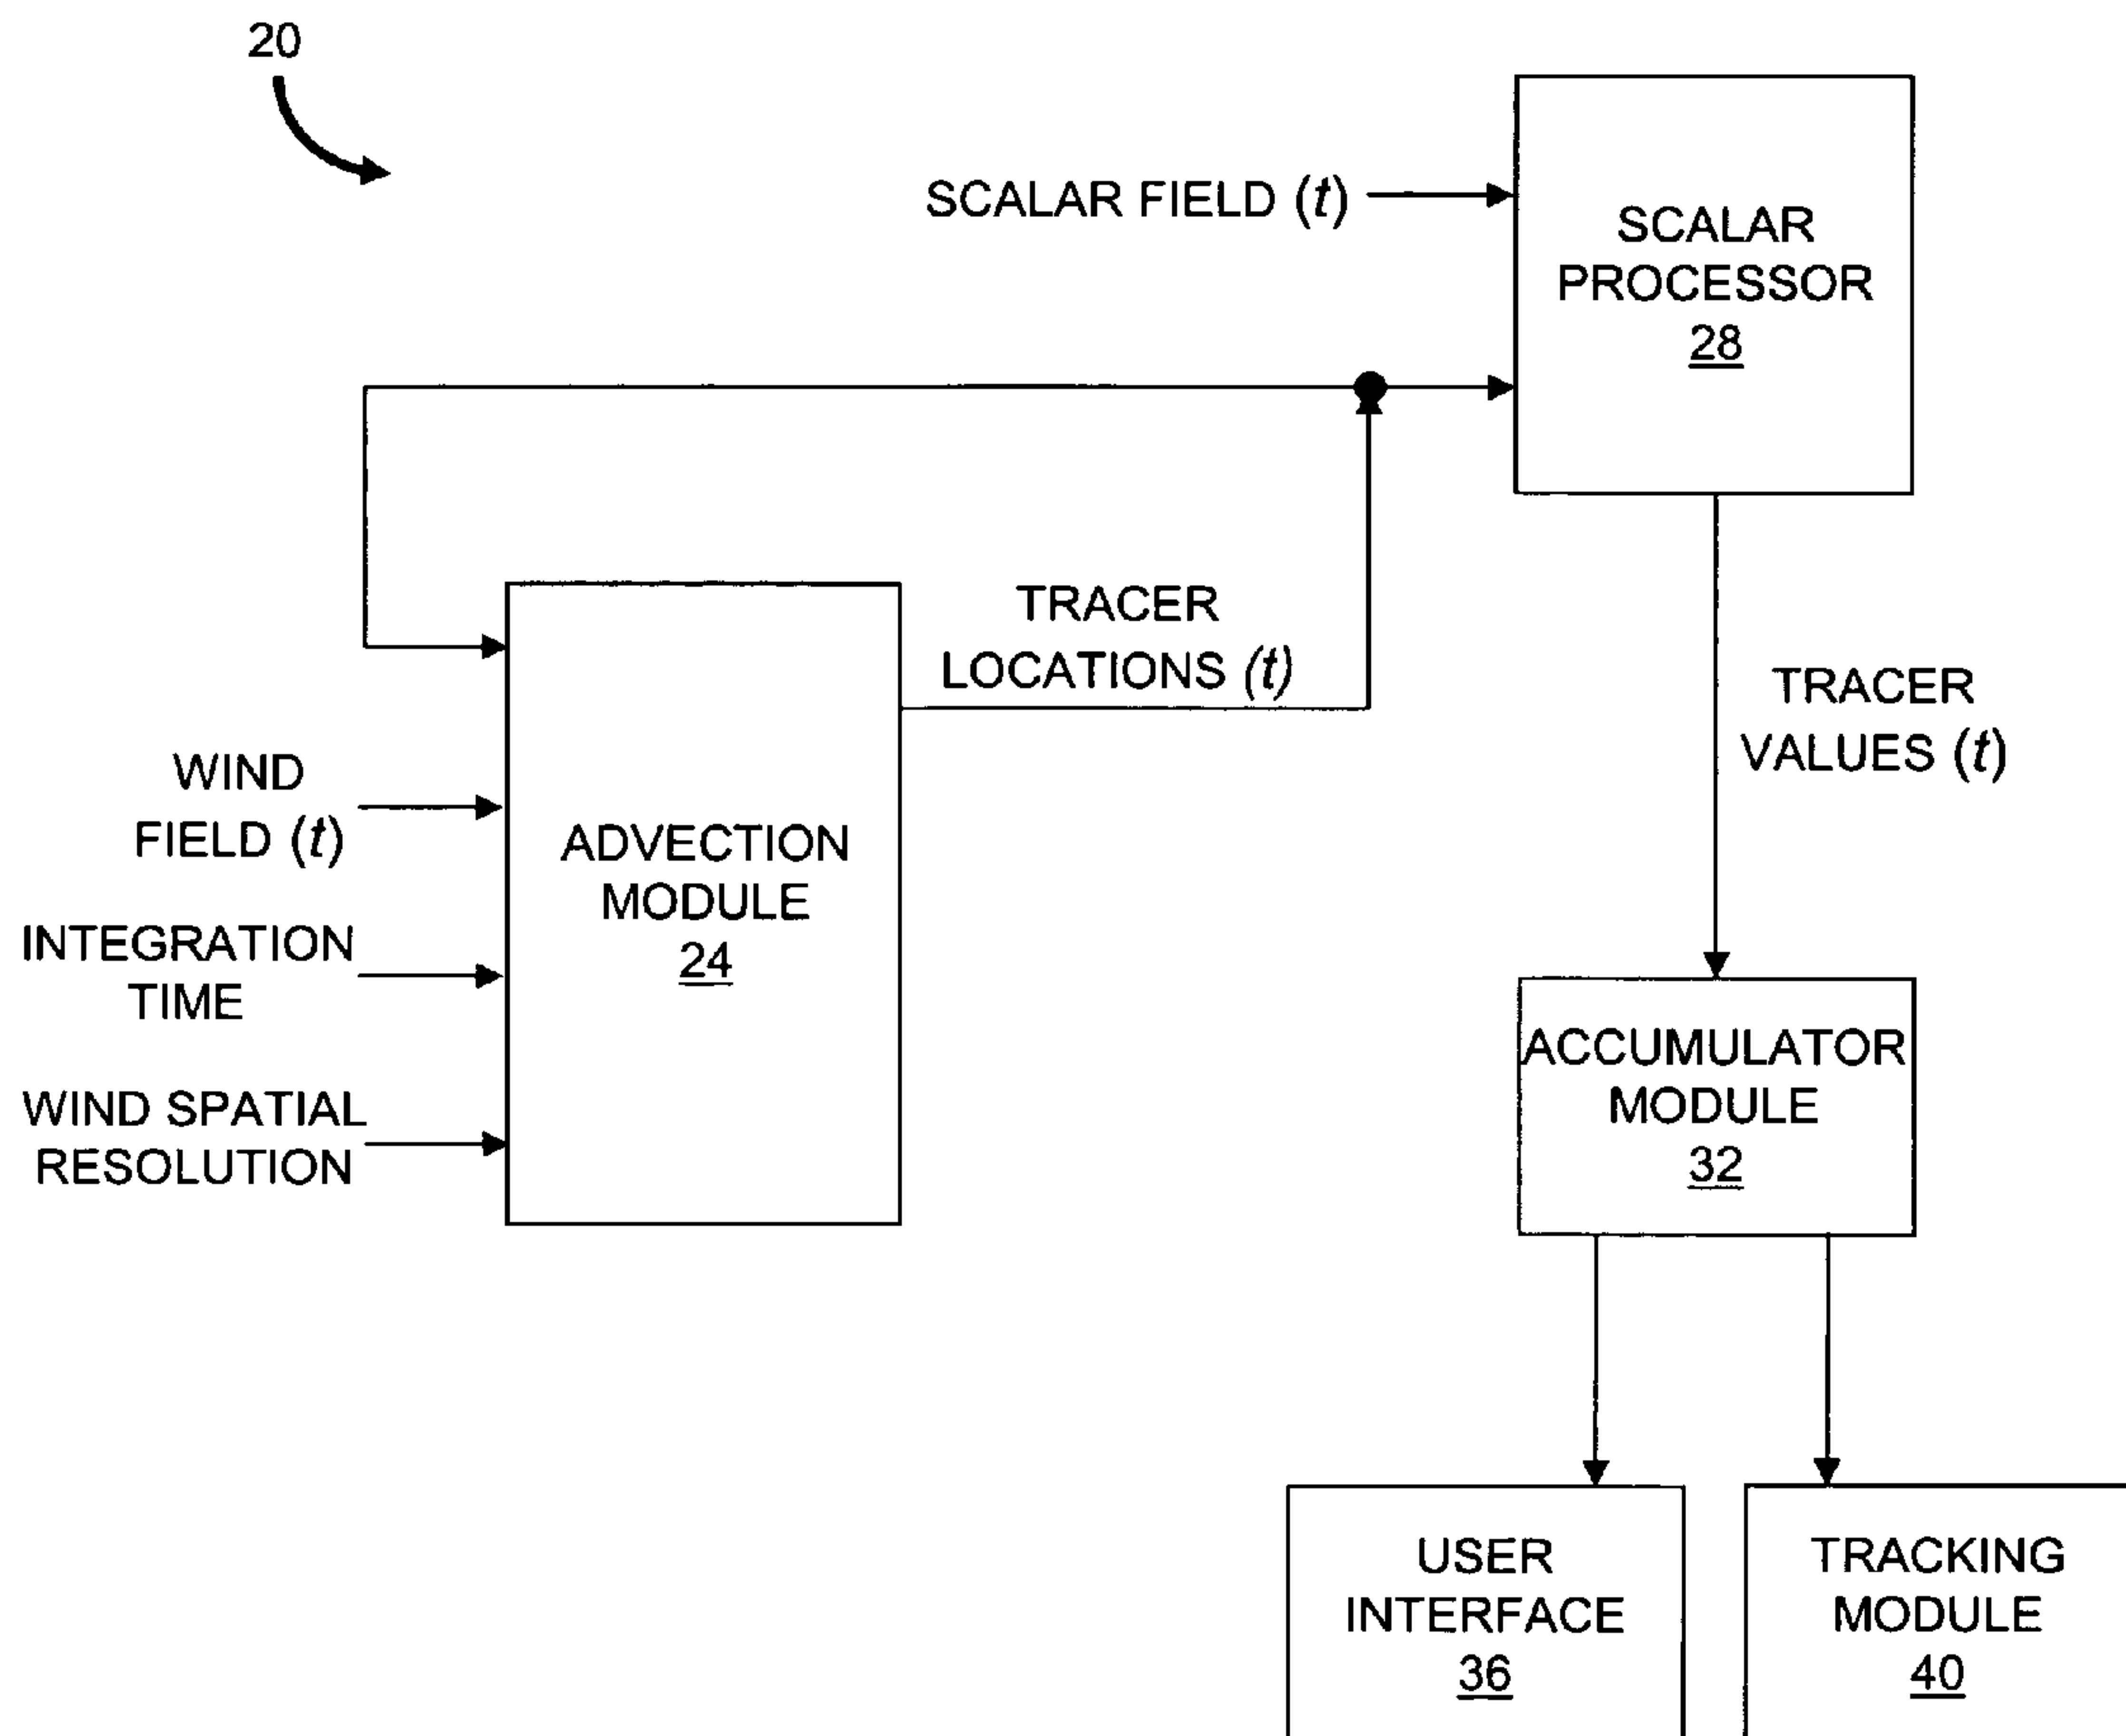 20
SCALAR FIELD (t)
SCALAR
PROCESSOR
28
TRACER
LOCATIONS (t)
TRACER
VALUES (t)
WIND
FIELD (t)
INTEGRATION
TIME
WIND SPATIAL
RESOLUTION
ADVECTION
MODULE
24
ACCUMULATOR
MODULE
32
USER
INTERFACE
36
TRACKING
MODULE
40